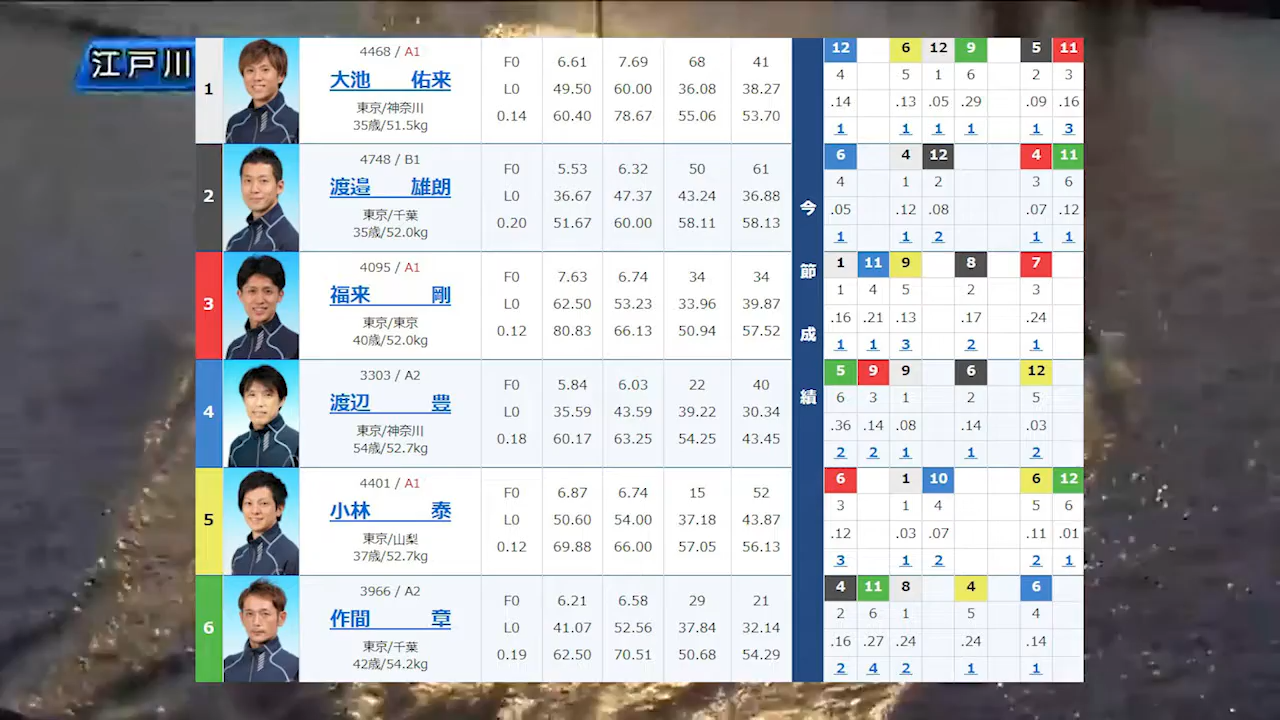 江戸川
今節成績
1
4468 / A1
大池 佑来
東京/神奈川
35歳/51.5kg
F0 6.61 7.69 68 41
L0 49.50 60.00 36.08 38.27
0.14 60.40 78.67 55.06 53.70
12 6 12 9 5 11
4 5 1 6 2 3
.14 .13 .05 .29 .09 .16
1 1 1 1 1 3
2
4748 / B1
渡邉 雄朗
東京/千葉
35歳/52.0kg
F0 5.53 6.32 50 61
L0 36.67 47.37 43.24 36.88
0.20 51.67 60.00 58.11 58.13
6 4 12 4 11
4 1 2 3 6
.05 .12 .08 .07 .12
1 1 2 1 1
3
4095 / A1
福来 剛
東京/東京
40歳/52.0kg
F0 7.63 6.74 34 34
L0 62.50 53.23 33.96 39.87
0.12 80.83 66.13 50.94 57.52
1 11 9 8 7
1 4 5 2 3
.16 .21 .13 .17 .24
1 1 3 2 1
4
3303 / A2
渡辺 豊
東京/神奈川
54歳/52.7kg
F0 5.84 6.03 22 40
L0 35.59 43.59 39.22 30.34
0.18 60.17 63.25 54.25 43.45
5 9 9 6 12
6 3 1 2 5
.36 .14 .08 .14 .03
2 2 1 1 2
5
4401 / A1
小林 泰
東京/山梨
37歳/52.7kg
F0 6.87 6.74 15 52
L0 50.60 54.00 37.18 43.87
0.12 69.88 66.00 57.05 56.13
6 1 10 6 12
3 1 4 5 6
.12 .03 .07 .11 .01
3 1 2 2 1
6
3966 / A2
作間 章
東京/千葉
42歳/54.2kg
F0 6.21 6.58 29 21
L0 41.07 52.56 37.84 32.14
0.19 62.50 70.51 50.68 54.29
4 11 8 4 6
2 6 1 5 4
.16 .27 .24 .24 .14
2 4 2 1 1